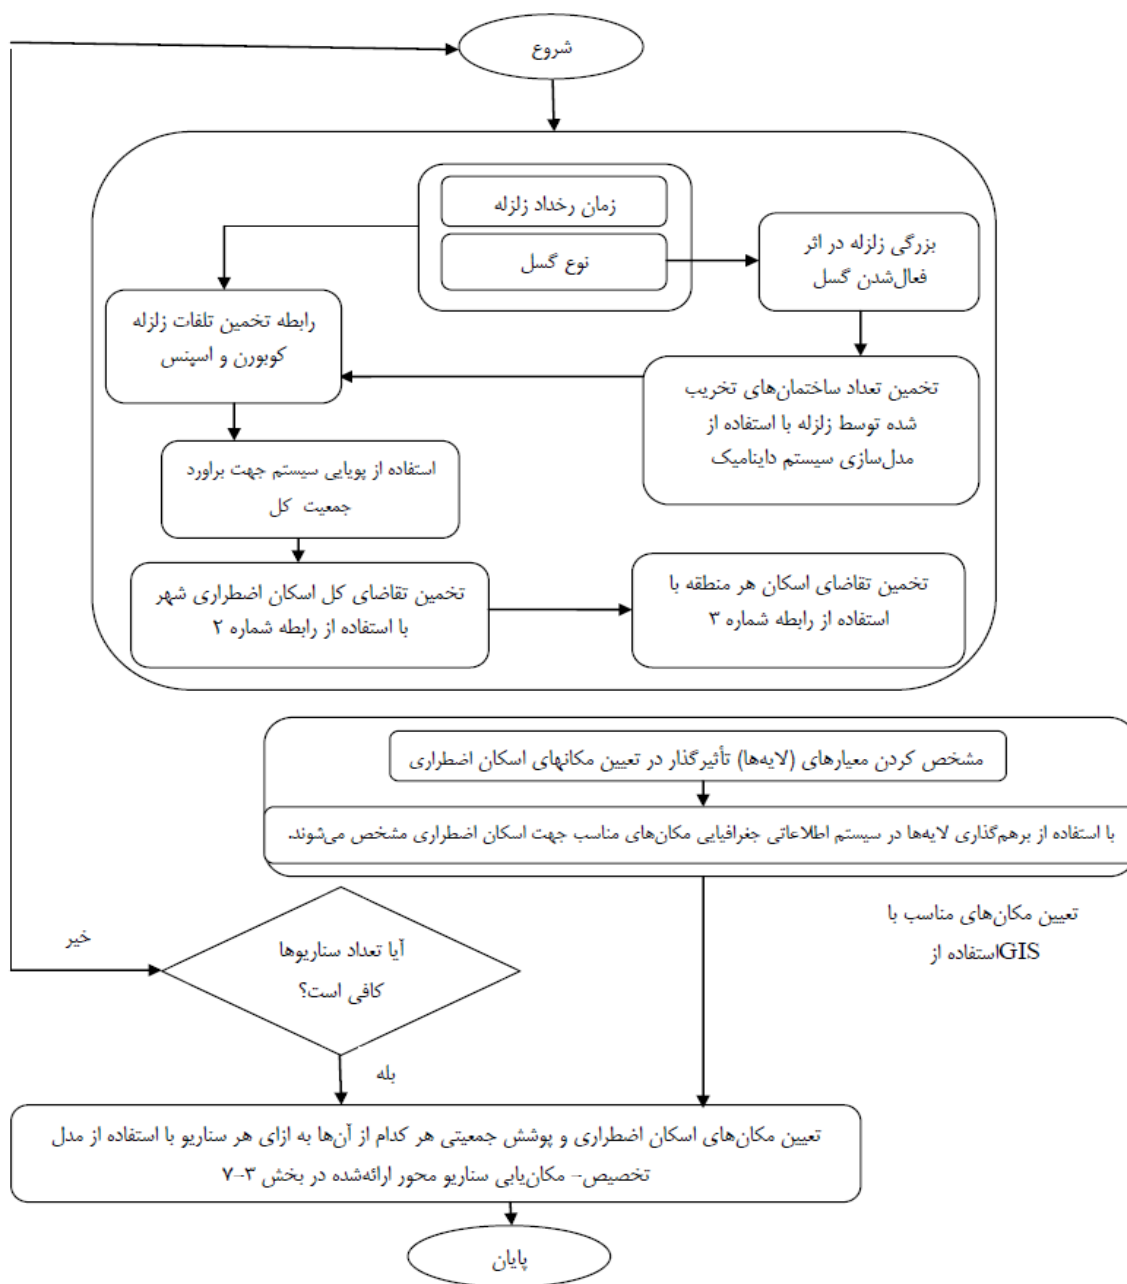 شروع
زمان رخداد زلزله
نوع گسل
بزرگی زلزله در اثر
فعال‌شدن گسل
رابطه تخمین تلفات زلزله
کوبورن و اسپنس
تخمین تعداد ساختمان‌های تخریب
شده توسط زلزله با استفاده از
مدل‌سازی سیستم داینامیک
استفاده از پویایی سیستم جهت براورد
جمعیت کل
تخمین تقاضای کل اسکان اضطراری شهر
با استفاده از رابطه شماره ۲
تخمین تقاضای اسکان هر منطقه با
استفاده از رابطه شماره ۳
مشخص کردن معیارهای (لایه‌ها) تأثیرگذار در تعیین مکانهای اسکان اضطراری
با استفاده از برهم‌گذاری لایه‌ها در سیستم اطلاعاتی جغرافیایی مکان‌های مناسب جهت اسکان اضطراری مشخص می‌شوند.
تعیین مکان‌های مناسب با
استفاده از GIS
خیر
آیا تعداد سناریوها
کافی است؟
بله
تعیین مکان‌های اسکان اضطراری و پوشش جمعیتی هر کدام از آن‌ها به ازای هر سناریو با استفاده از مدل
تخصیص- مکان‌یابی سناریو محور ارائه‌شده در بخش ۳-۷
پایان